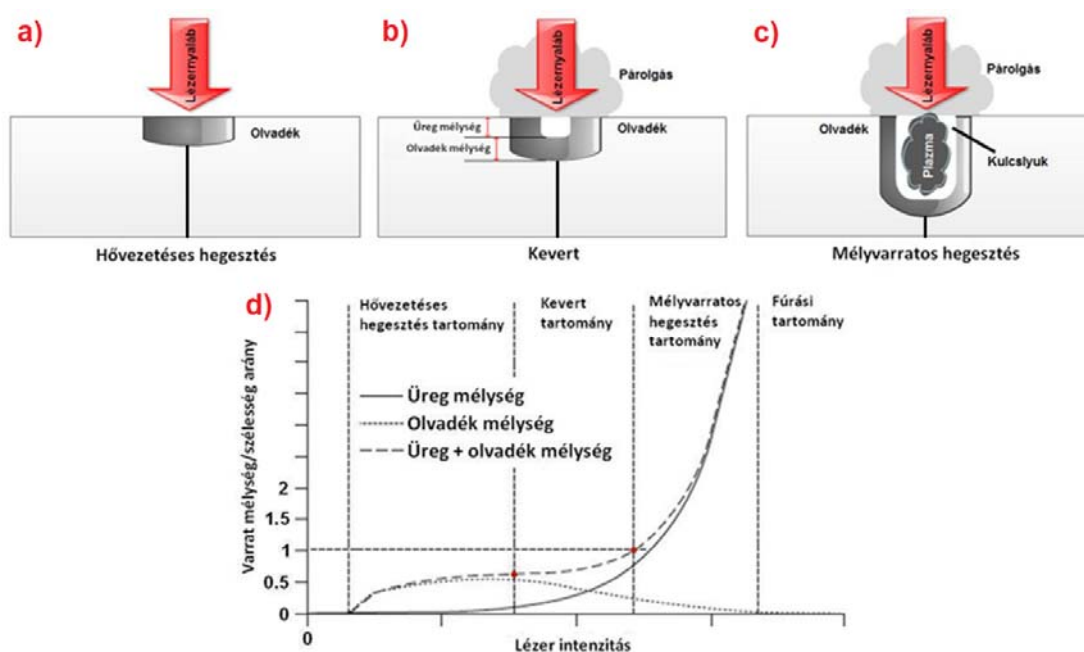 a)
Lézernyaláb
Olvadék
Hővezetéses hegesztés
b)
Lézernyaláb
Párolgás
Üreg mélység
Olvadek mélység
Olvadék
Kevert
c)
Lézernyaláb
Párolgás
Olvadék
Plazma
Kulcslyuk
Mélyvarratos hegesztés
d)
Hővezetéses
hegesztés tartomány
Kevert
tartomány
Mélyvarratos
hegesztés
tartomány
Fúrási
tartomány
Üreg mélység
Olvadék mélység
Üreg + olvadék mélység
Varrat mélység/szélesség arány
2
1.5
1
0.5
0
0
Lézer intenzitás